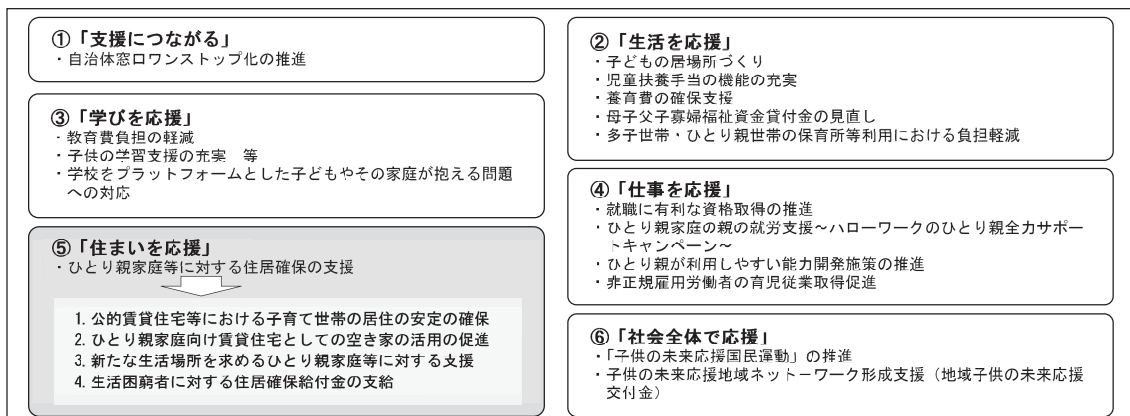 ①「支援につながる」
・自治体窓口ワンストップ化の推進
②「生活を応援」
・子どもの居場所づくり
・児童扶養手当の機能の充実
・養育費の確保支援
・母子父子寡婦福祉資金貸付金の見直し
・多子世帯・ひとり親世帯の保育所等利用における負担軽減
③「学びを応援」
・教育費負担の軽減
・子供の学習支援の充実　等
・学校をプラットフォームとした子どもやその家庭が抱える問題
への対応
④「仕事を応援」
・就職に有利な資格取得の推進
・ひとり親家庭の親の就労支援～ハローワークのひとり親全力サポー
トキャンペーン～
・ひとり親が利用しやすい能力開発施策の推進
・非正規雇用労働者の育児従業取得促進
⑤「住まいを応援」
・ひとり親家庭等に対する住居確保の支援
1. 公的賃貸住宅等における子育て世帯の居住の安定の確保
2. ひとり親家庭向け賃貸住宅としての空き家の活用の促進
3. 新たな生活場所を求めるひとり親家庭等に対する支援
4. 生活困窮者に対する住居確保給付金の支給
⑥「社会全体で応援」
・「子供の未来応援国民運動」の推進
・子供の未来応援地域ネットーワーク形成支援（地域子供の未来応援
交付金）